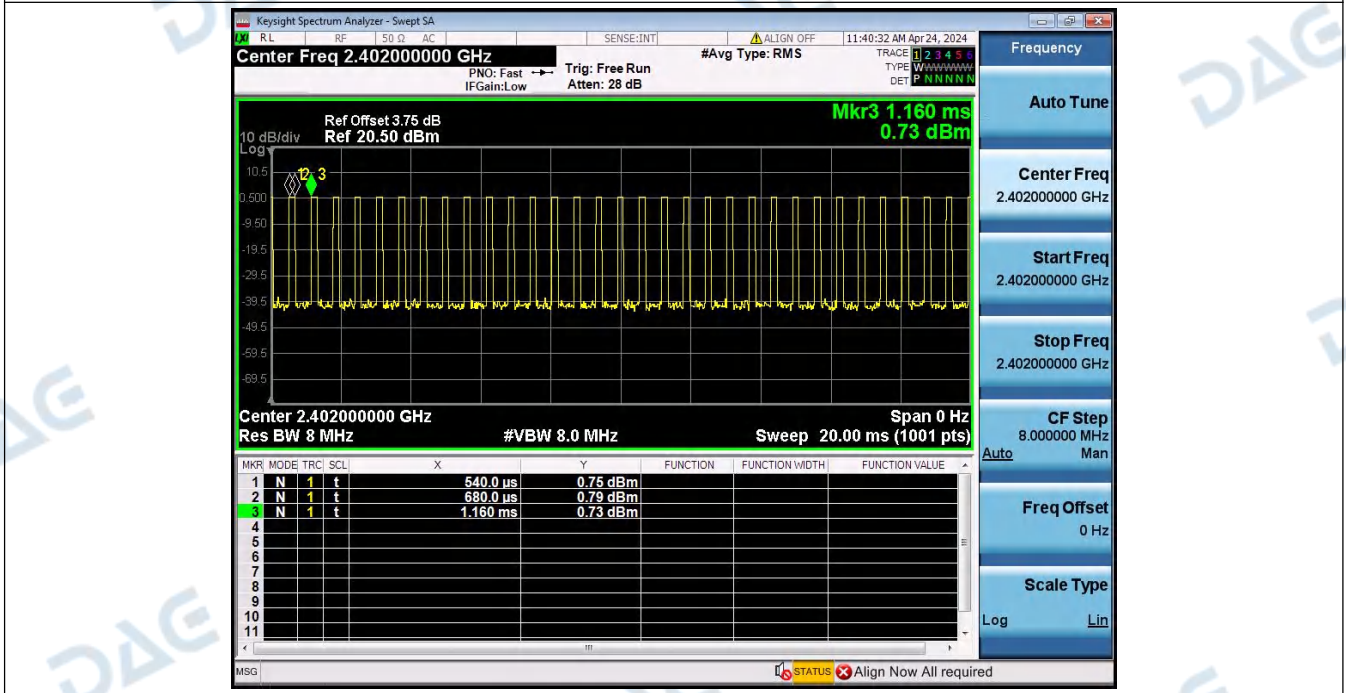 Keysight Spectrum Analyzer - Swept SA
LXI RL RF 50 Ω AC SENSE:INT ALIGN OFF 11:40:32 AM Apr 24, 2024
Center Freq 2.402000000 GHz #Avg Type: RMS TRACE 1 2 3 4 5 6
PNO: Fast Trig: Free Run TYPE WWWWWW
IFGain:Low Atten: 28 dB DET P N N N N N
Frequency
Auto Tune
Center Freq
2.402000000 GHz
Start Freq
2.402000000 GHz
Stop Freq
2.402000000 GHz
CF Step
8.000000 MHz
Auto Man
Freq Offset
0 Hz
Scale Type
Log Lin
Mkr3 1.160 ms
0.73 dBm
Ref Offset 3.75 dB
10 dB/div Ref 20.50 dBm
Log
10.5
0.500
-9.50
-19.5
-29.5
-39.5
-49.5
-59.5
-69.5
1 2 3
Center 2.402000000 GHz Span 0 Hz
Res BW 8 MHz #VBW 8.0 MHz Sweep 20.00 ms (1001 pts)
MKR MODE TRC SCL X Y FUNCTION FUNCTION WIDTH FUNCTION VALUE
1 N 1 t 540.0 µs 0.75 dBm
2 N 1 t 680.0 µs 0.79 dBm
3 N 1 t 1.160 ms 0.73 dBm
4
5
6
7
8
9
10
11
MSG STATUS Align Now All required
DAG
DAG
DAG